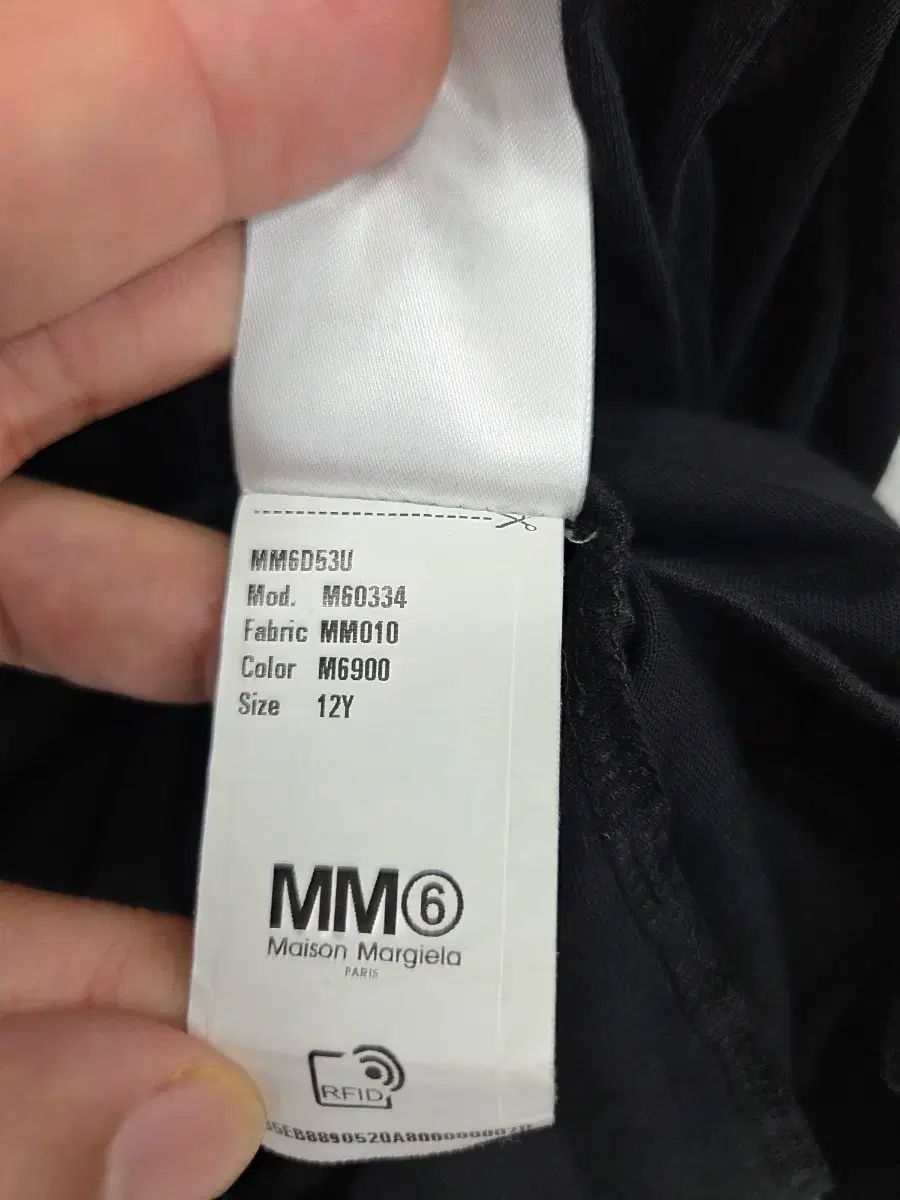 MM6D53U
Mod. M60334
Fabric MM010
Color M6900
Size 12Y
MM⑥
Maison Margiela
PARIS
RFID